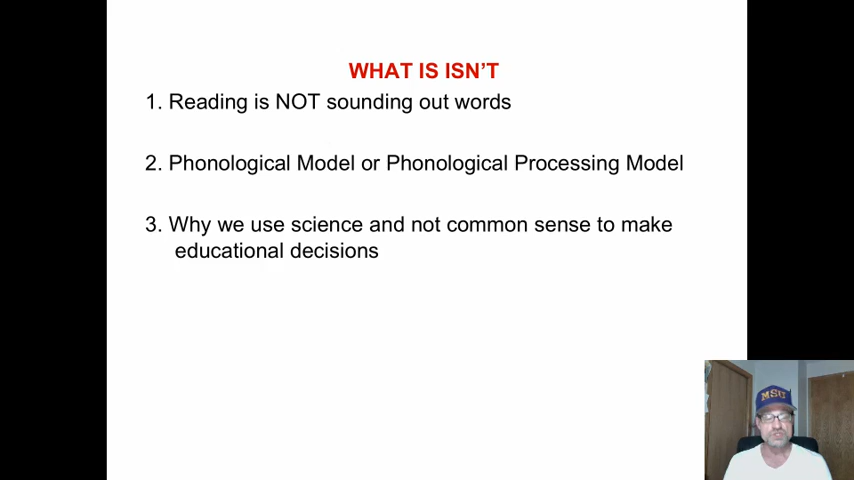 WHAT IS ISN'T
1. Reading is NOT sounding out words
2. Phonological Model or Phonological Processing Model
3. Why we use science and not common sense to make
educational decisions
MSU